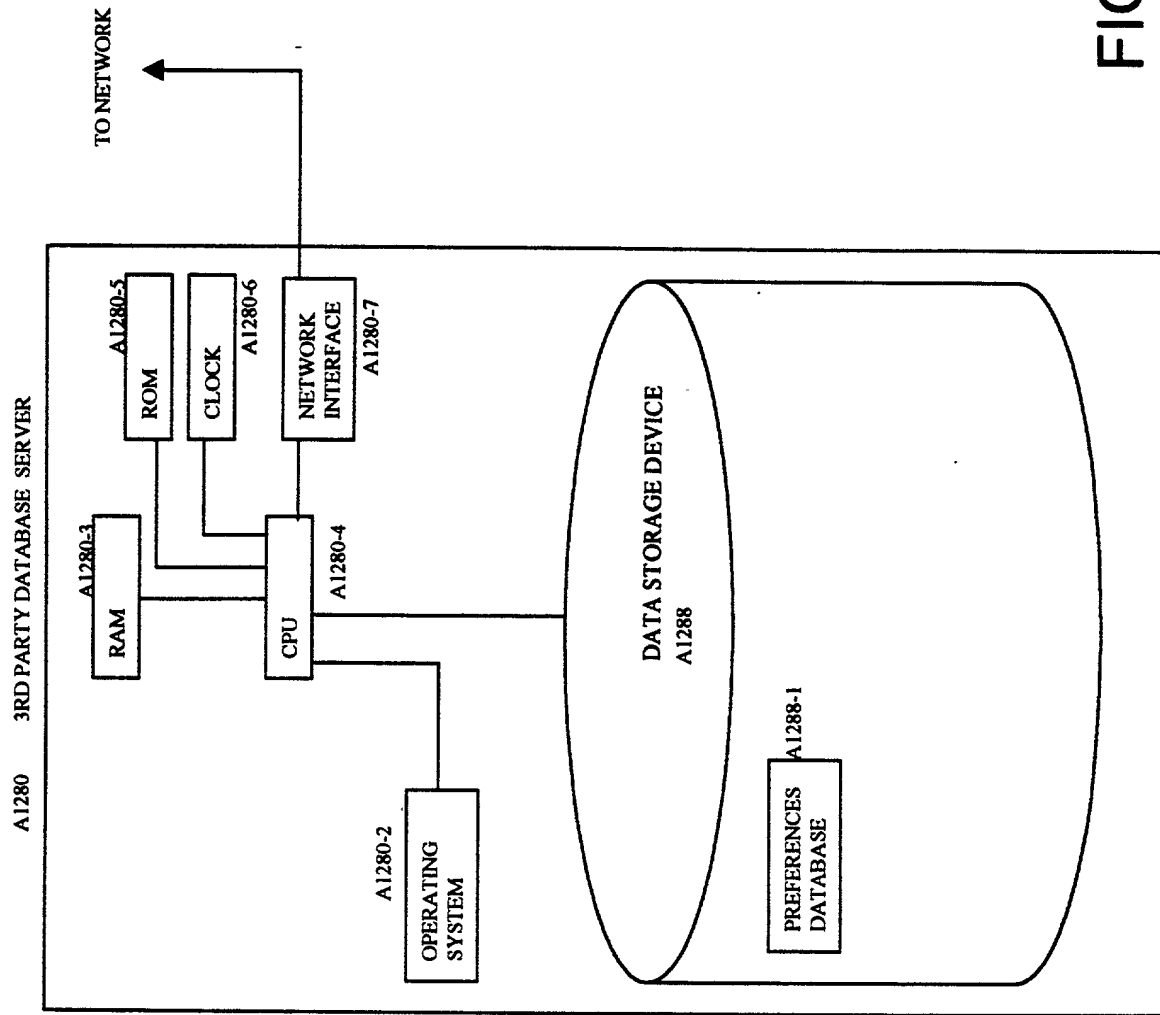 A1280 3RD PARTY DATABASE SERVER
TO NETWORK
A1280-3
RAM
A1280-5
ROM
CLOCK
A1280-6
CPU
A1280-4
NETWORK
INTERFACE
A1280-7
A1280-2
OPERATING
SYSTEM
DATA STORAGE DEVICE
A1288
A1288-1
PREFERENCES
DATABASE
FIG